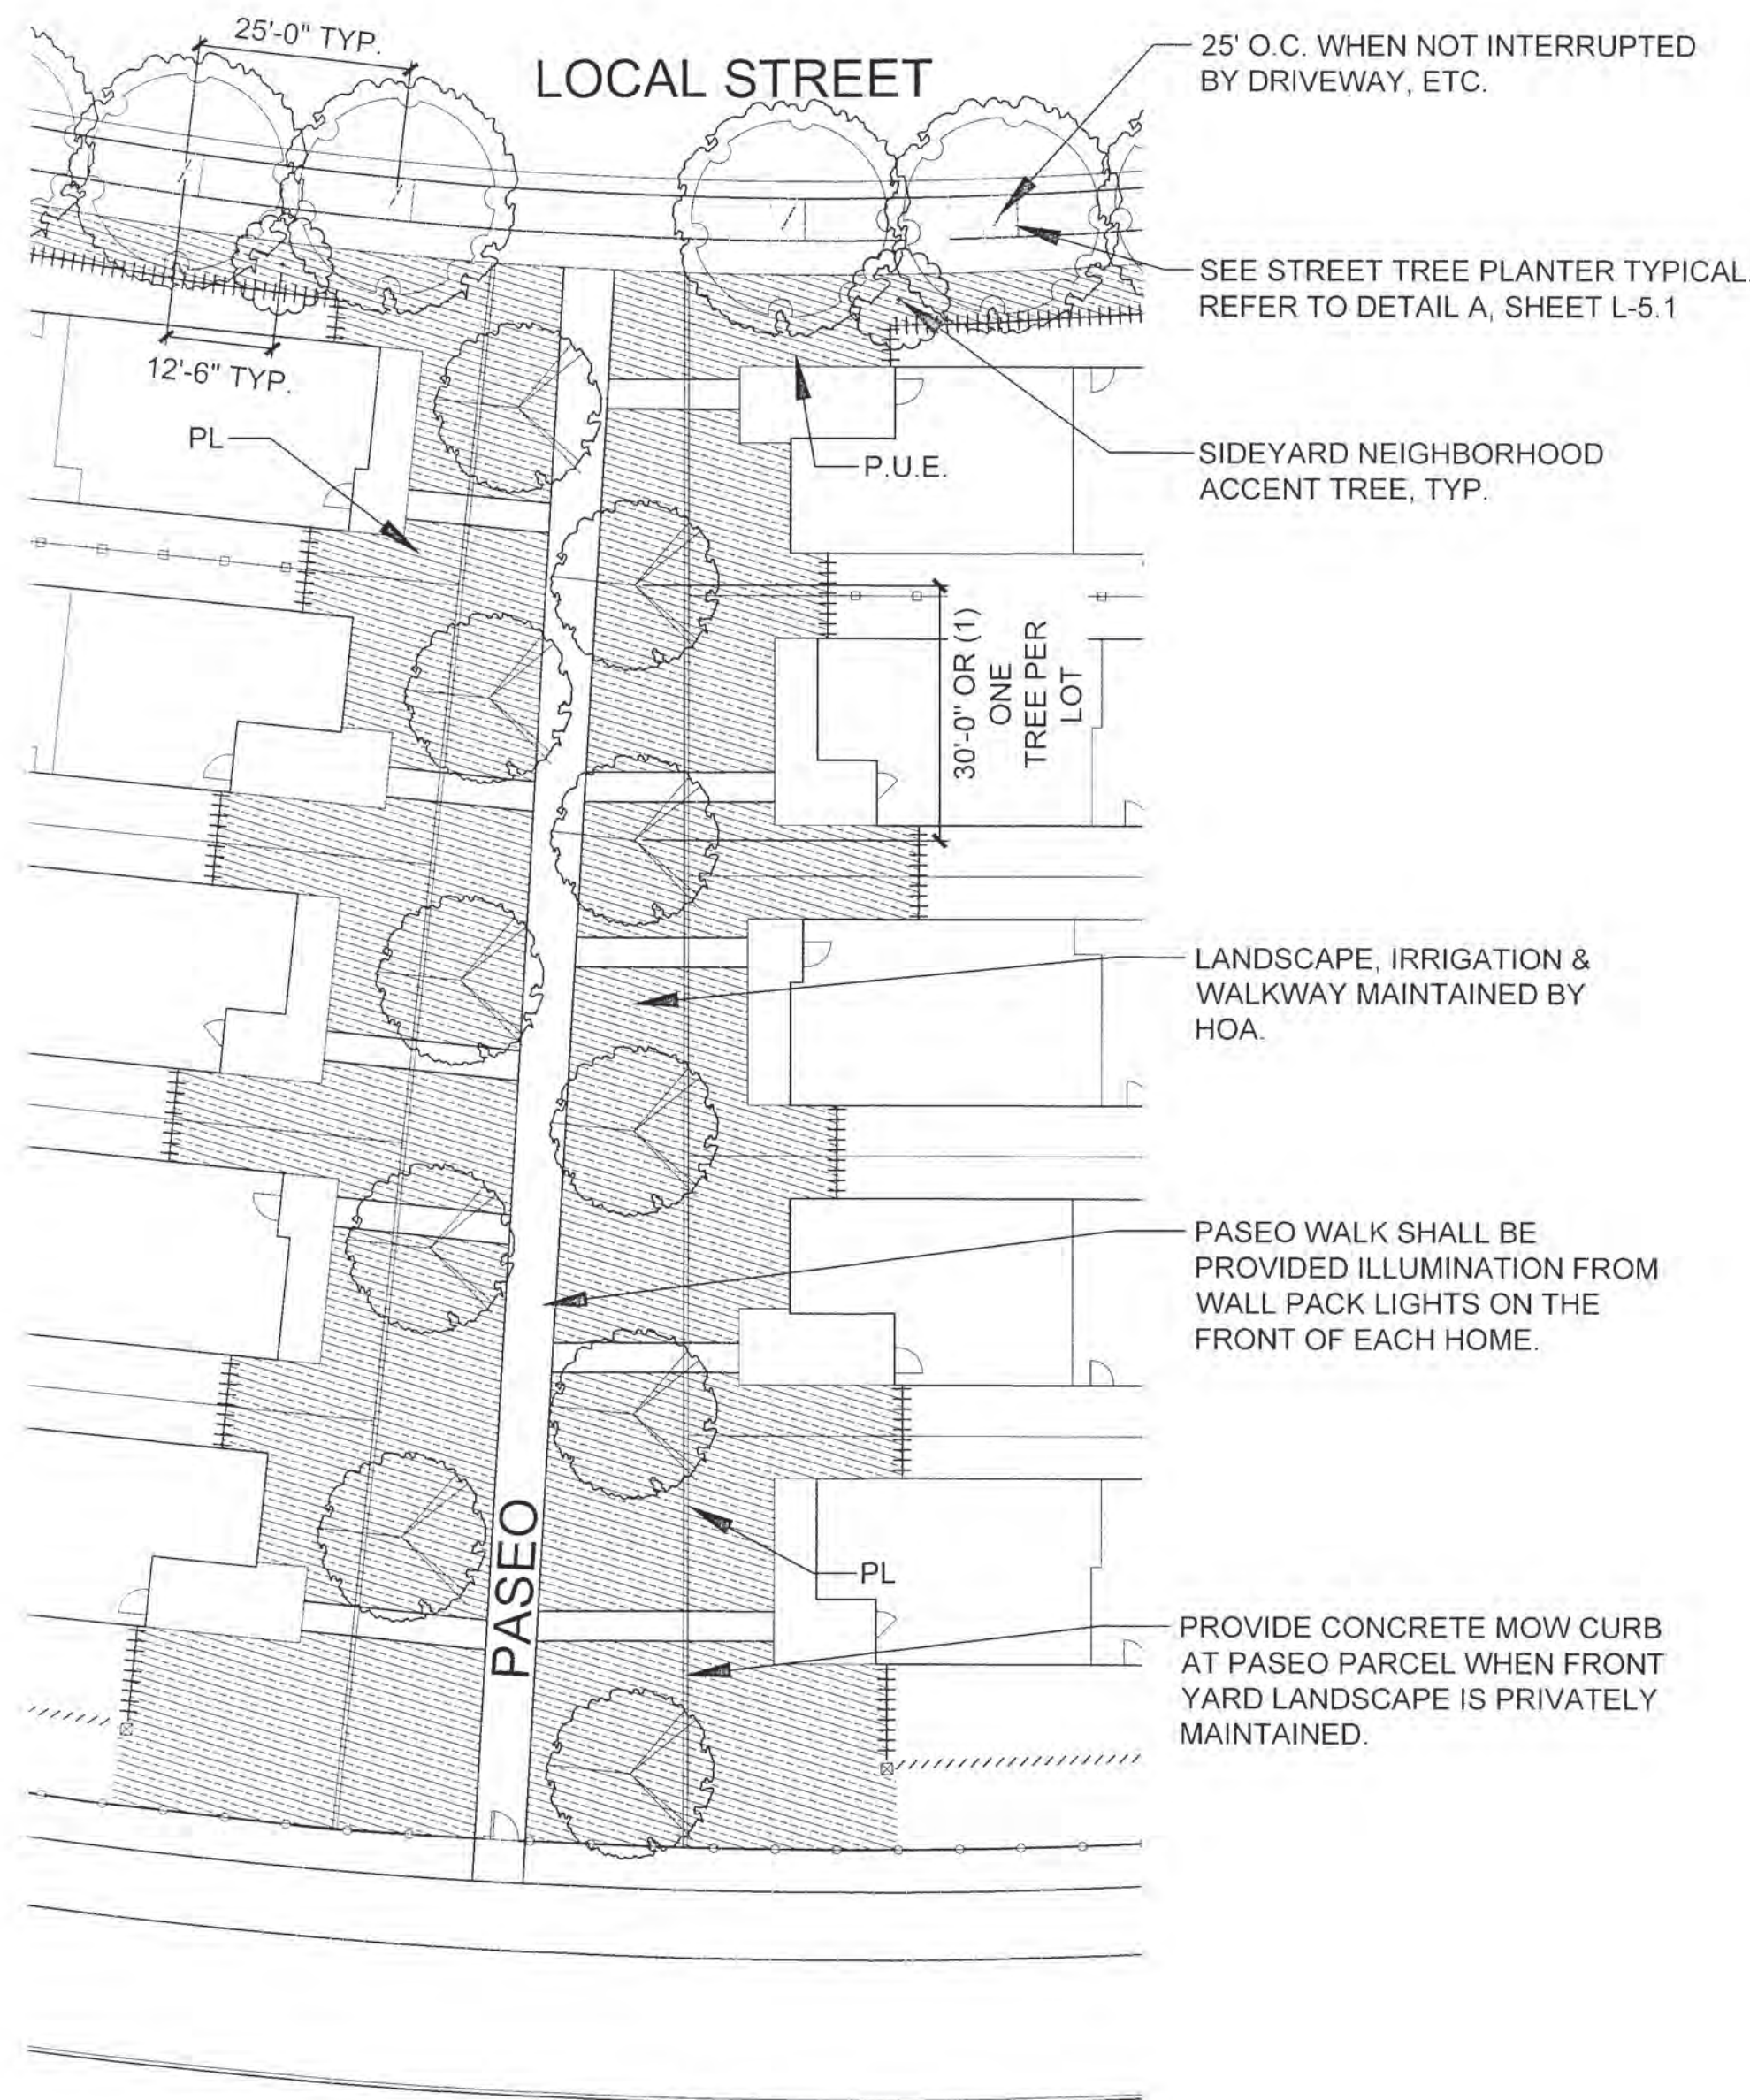 25'-0" TYP.
LOCAL STREET
25' O.C. WHEN NOT INTERRUPTED
BY DRIVEWAY, ETC.
SEE STREET TREE PLANTER TYPICAL.
REFER TO DETAIL A, SHEET L-5.1
12'-6" TYP.
PL
P.U.E.
SIDEYARD NEIGHBORHOOD
ACCENT TREE, TYP.
30'-0" OR (1)
ONE
TREE PER
LOT
LANDSCAPE, IRRIGATION &
WALKWAY MAINTAINED BY
HOA.
PASEO WALK SHALL BE
PROVIDED ILLUMINATION FROM
WALL PACK LIGHTS ON THE
FRONT OF EACH HOME.
PASEO
PL
PROVIDE CONCRETE MOW CURB
AT PASEO PARCEL WHEN FRONT
YARD LANDSCAPE IS PRIVATELY
MAINTAINED.